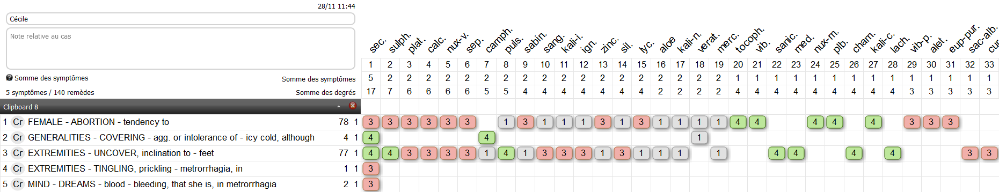 28/11 11:44
Cécile
Note relative au cas
sec. sulph. plat. calc. nux-v. sep. camph. puls. sabin. sang. kali-i. ign. zinc. sil. lyc. aloe kali-n. verat. merc. tocoph. vib. sanic. med. nux-m. plb. cham. kali-c. lach. vib-p. alet. eup-pur. sac-alb. cur
1 2 3 4 5 6 7 8 9 10 11 12 13 14 15 16 17 18 19 20 21 22 23 24 25 26 27 28 29 30 31 32 33
? Somme des symptômes Somme des symptômes 5 2 2 2 2 2 2 2 2 2 2 2 2 2 2 2 2 2 2 1 1 1 1 1 1 1 1 1 1 1 1 1 1
5 symptômes / 140 remèdes Somme des degrés 17 7 6 6 6 6 5 5 4 4 4 4 4 4 4 2 2 2 2 4 4 4 4 4 4 4 4 4 3 3 3 3 3
Clipboard 8
1 Cr FEMALE - ABORTION - tendency to 78 1 3 3 3 3 3 3 1 3 1 1 1 3 1 3 1 1 1 1 4 4 4 4 4 3 3 3
2 Cr GENERALITIES - COVERING - agg. or intolerance of - icy cold, although 4 1 4 4 1
3 Cr EXTREMITIES - UNCOVER, inclination to - feet 77 1 4 4 3 3 3 3 1 4 1 3 3 3 1 3 1 1 1 1 4 4 4 4 3 3
4 Cr EXTREMITIES - TINGLING, prickling - metrorrhagia, in 1 1 3
5 Cr MIND - DREAMS - blood - bleeding, that she is, in metrorrhagia 2 1 3